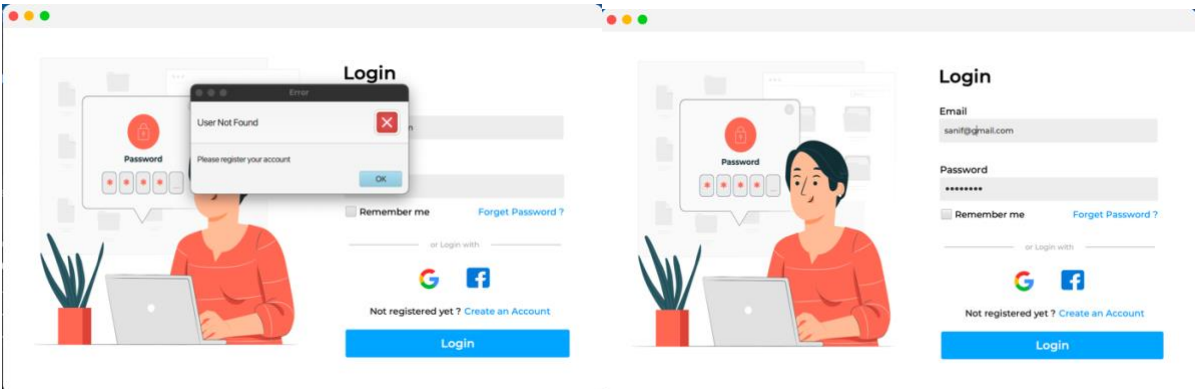 Login
Error
User Not Found
Please register your account
OK
Password
* * * * _
Remember me
Forget Password ?
or Login with
Not registered yet ? Create an Account
Login
Login
Email
sanif@gmail.com
Password
••••••••
Password
* * * * _
Remember me
Forget Password ?
or Login with
Not registered yet ? Create an Account
Login